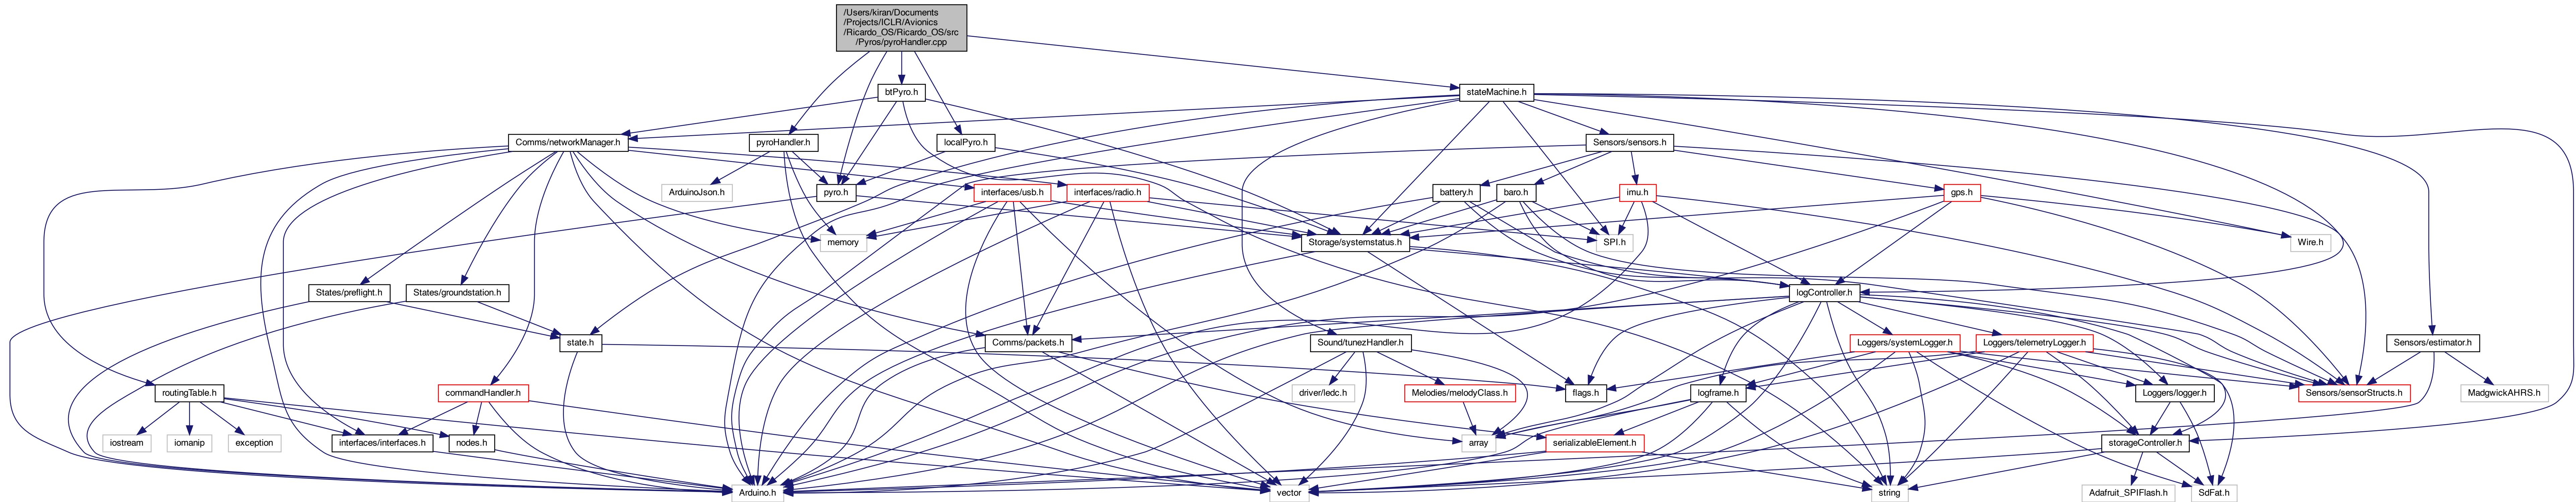 /Users/kiran/Documents
/Projects/ICLR/Avionics
/Ricardo_OS/Ricardo_OS/src
/Pyros/pyroHandler.cpp
btPyro.h
stateMachine.h
Comms/networkManager.h
pyroHandler.h
localPyro.h
Sensors/sensors.h
ArduinoJson.h
pyro.h
interfaces/usb.h
interfaces/radio.h
battery.h
baro.h
imu.h
gps.h
memory
Storage/systemstatus.h
SPI.h
Wire.h
States/preflight.h
States/groundstation.h
logController.h
state.h
Comms/packets.h
Sound/tunezHandler.h
Loggers/systemLogger.h
Loggers/telemetryLogger.h
Sensors/estimator.h
routingTable.h
commandHandler.h
driver/ledc.h
Melodies/melodyClass.h
flags.h
logframe.h
Loggers/logger.h
Sensors/sensorStructs.h
MadgwickAHRS.h
iostream
iomanip
exception
interfaces/interfaces.h
nodes.h
array
serializableElement.h
storageController.h
Arduino.h
vector
string
Adafruit_SPIFlash.h
SdFat.h